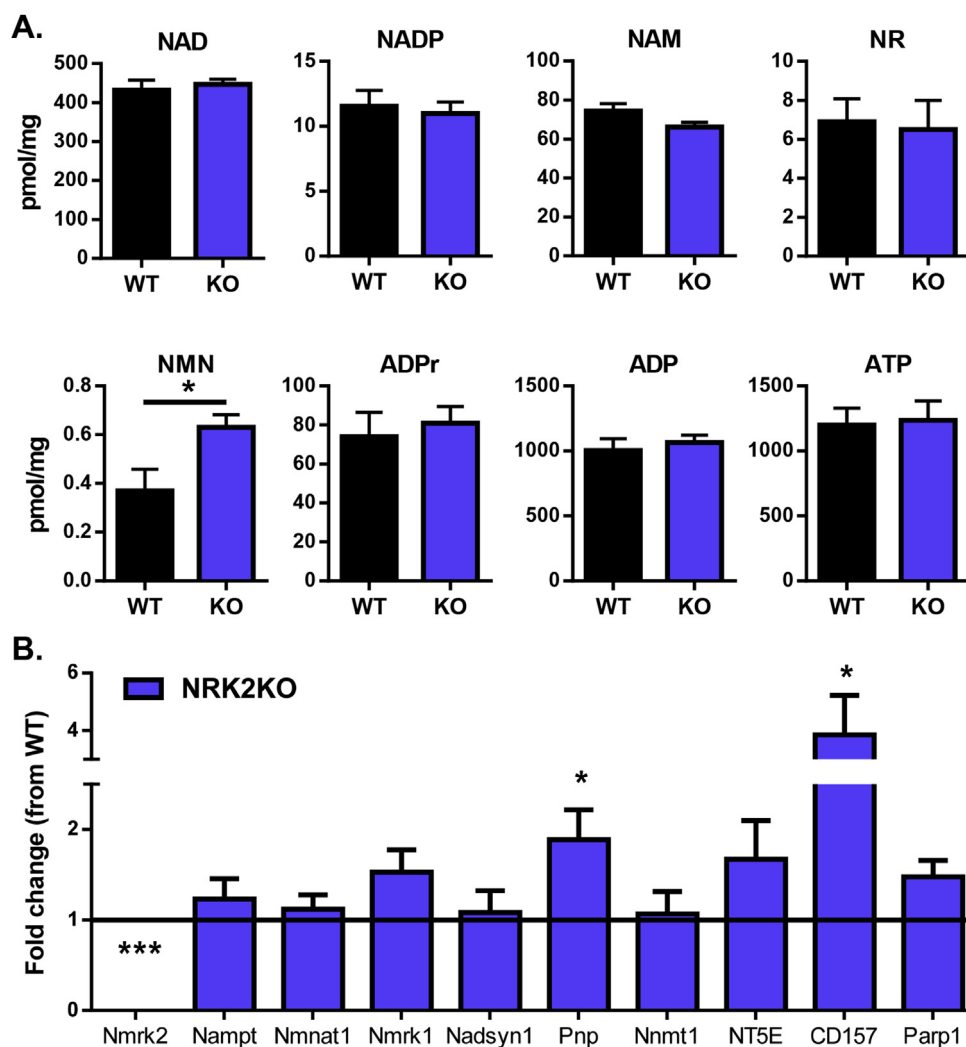 A.
NAD
NADP
NAM
NR
pmol/mg
500
400
300
200
100
0
WT KO
15
10
5
0
WT KO
100
80
60
40
20
0
WT KO
10
8
6
4
2
0
WT KO
NMN
ADPr
ADP
ATP
pmol/mg
0.8
0.6
0.4
0.2
0.0
*
WT KO
100
80
60
40
20
0
WT KO
1500
1000
500
0
WT KO
1500
1000
500
0
WT KO
B.
Fold change (from WT)
6
4
2
1
0
NRK2KO
***
*
*
Nmrk2 Nampt Nmnat1 Nmrk1 Nadsyn1 Pnp Nnmt1 NT5E CD157 Parp1